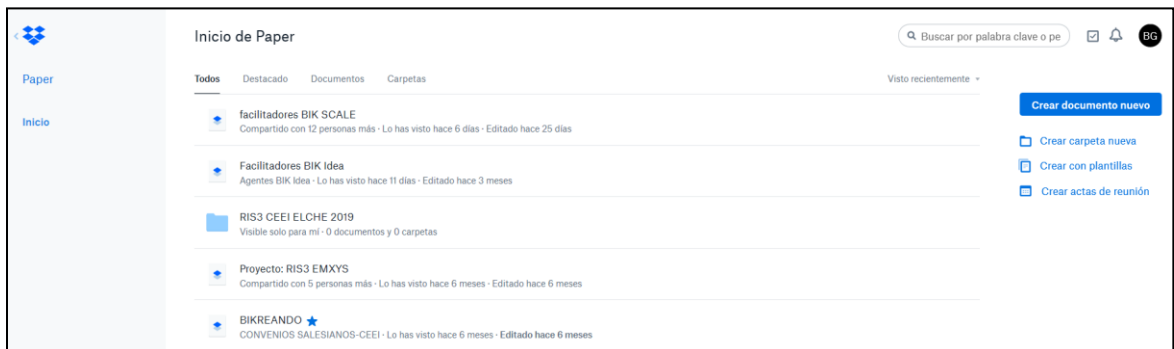 Inicio de Paper
Buscar por palabra clave o pe
BG
Paper
Inicio
Todos Destacado Documentos Carpetas Visto recientemente
facilitadores BIK SCALE
Compartido con 12 personas más · Lo has visto hace 6 días · Editado hace 25 días
Facilitadores BIK Idea
Agentes BIK Idea · Lo has visto hace 11 días · Editado hace 3 meses
RIS3 CEEI ELCHE 2019
Visible solo para mí · 0 documentos y 0 carpetas
Proyecto: RIS3 EMXYS
Compartido con 5 personas más · Lo has visto hace 6 meses · Editado hace 6 meses
BIKREANDO
CONVENIOS SALESIANOS-CEEI · Lo has visto hace 6 meses · Editado hace 6 meses
Crear documento nuevo
Crear carpeta nueva
Crear con plantillas
Crear actas de reunión